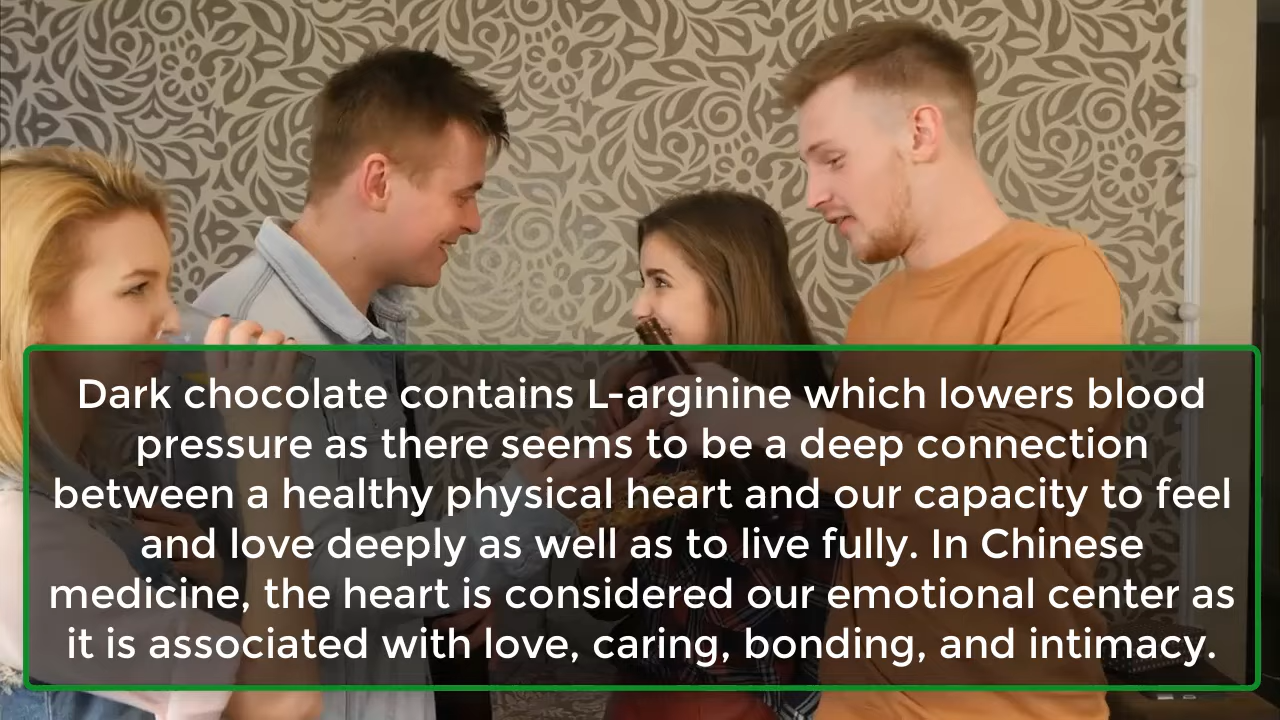 Dark chocolate contains L-arginine which lowers blood
pressure as there seems to be a deep connection
between a healthy physical heart and our capacity to feel
and love deeply as well as to live fully. In Chinese
medicine, the heart is considered our emotional center as
it is associated with love, caring, bonding, and intimacy.